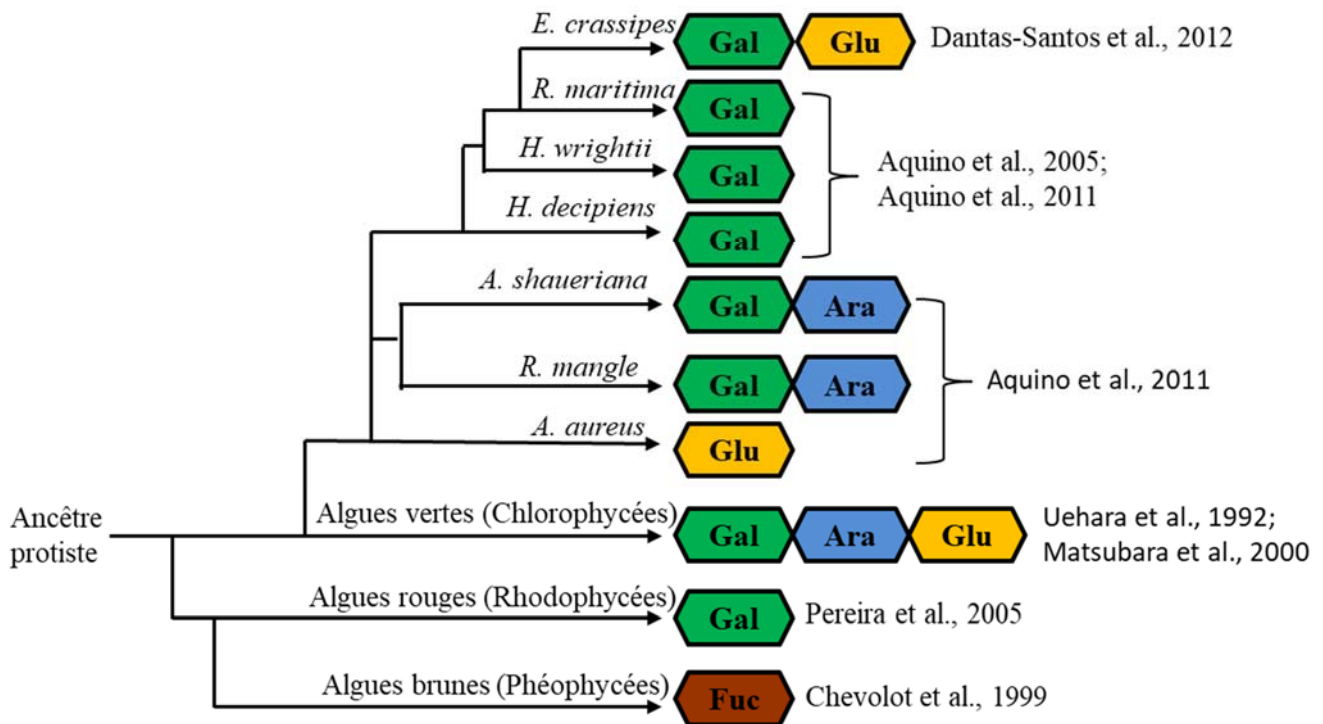 E. crassipes Gal Glu Dantas-Santos et al., 2012
R. maritima Gal
H. wrightii Gal
Aquino et al., 2005;
Aquino et al., 2011
H. decipiens Gal
A. shaueriana Gal Ara
R. mangle Gal Ara
Aquino et al., 2011
A. aureus Glu
Ancêtre
protiste
Algues vertes (Chlorophycées) Gal Ara Glu
Uehara et al., 1992;
Matsubara et al., 2000
Algues rouges (Rhodophycées) Gal Pereira et al., 2005
Algues brunes (Phéophycées) Fuc Chevolot et al., 1999